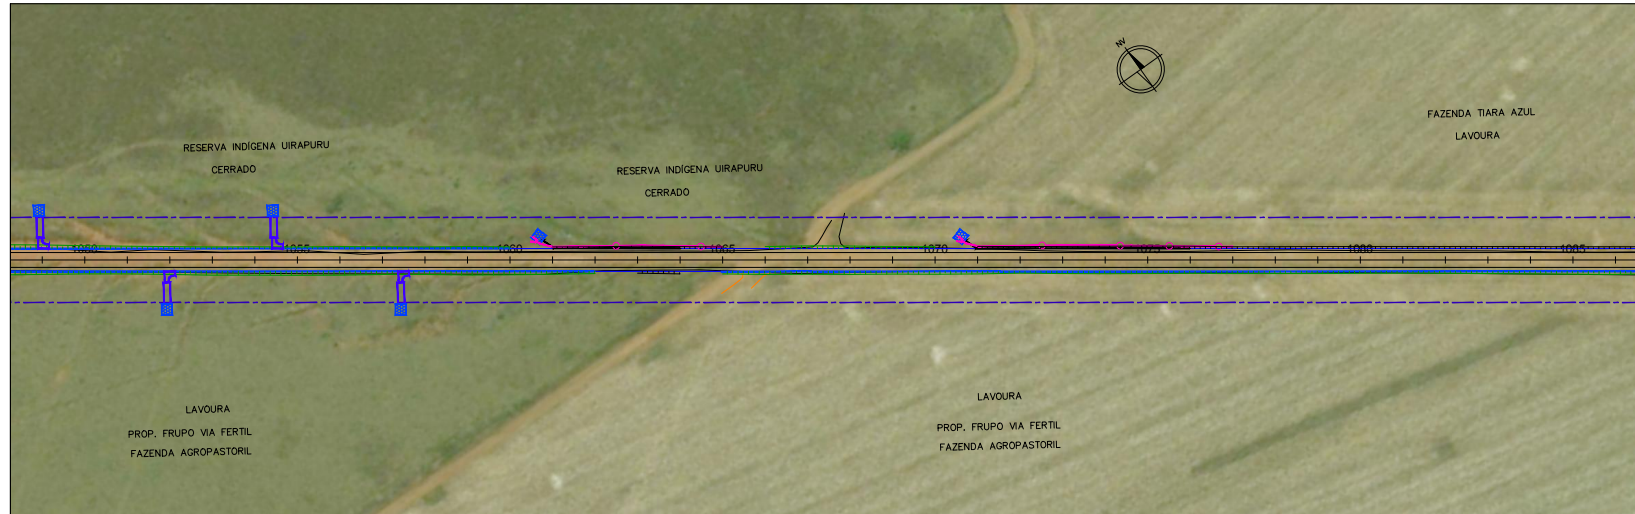 NV
FAZENDA TIARA AZUL
LAVOURA
RESERVA INDÍGENA UIRAPURU
CERRADO
RESERVA INDÍGENA UIRAPURU
CERRADO
1050 1055 1060 1065 1070 1075 1080 1085
LAVOURA
PROP. FRUPO VIA FERTIL
FAZENDA AGROPASTORIL
LAVOURA
PROP. FRUPO VIA FERTIL
FAZENDA AGROPASTORIL